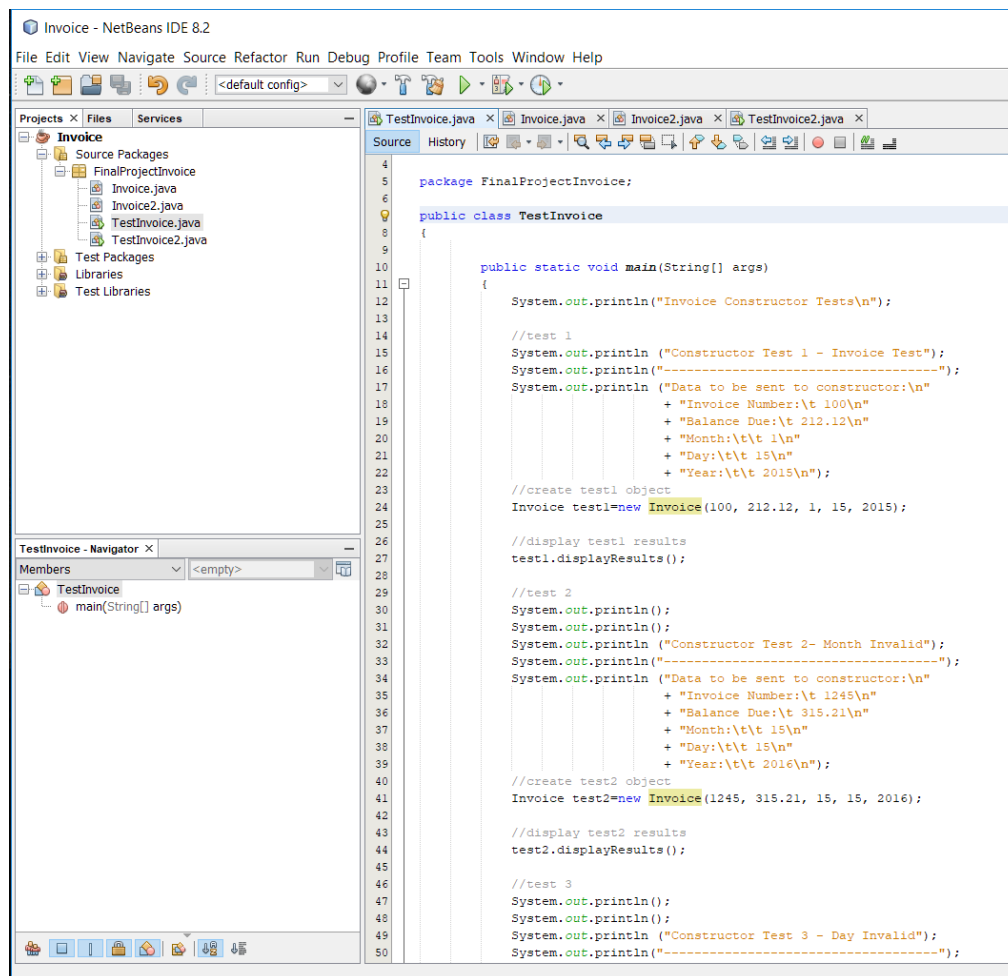 Invoice - NetBeans IDE 8.2
File Edit View Navigate Source Refactor Run Debug Profile Team Tools Window Help
<default config>
Projects Files Services
Invoice
Source Packages
FinalProjectInvoice
Invoice.java
Invoice2.java
TestInvoice.java
TestInvoice2.java
Test Packages
Libraries
Test Libraries
TestInvoice - Navigator
Members <empty>
TestInvoice
main(String[] args)
TestInvoice.java Invoice.java Invoice2.java TestInvoice2.java
Source History
4
5 package FinalProjectInvoice;
6
public class TestInvoice
8 {
9
10 public static void main(String[] args)
11 {
12 System.out.println("Invoice Constructor Tests\n");
13
14 //test 1
15 System.out.println ("Constructor Test 1 - Invoice Test");
16 System.out.println("------------------------------------");
17 System.out.println ("Data to be sent to constructor:\n"
18 + "Invoice Number:\t 100\n"
19 + "Balance Due:\t 212.12\n"
20 + "Month:\t\t 1\n"
21 + "Day:\t\t 15\n"
22 + "Year:\t\t 2015\n");
23 //create test1 object
24 Invoice test1=new Invoice(100, 212.12, 1, 15, 2015);
25
26 //display test1 results
27 test1.displayResults();
28
29 //test 2
30 System.out.println();
31 System.out.println();
32 System.out.println ("Constructor Test 2- Month Invalid");
33 System.out.println("------------------------------------");
34 System.out.println ("Data to be sent to constructor:\n"
35 + "Invoice Number:\t 1245\n"
36 + "Balance Due:\t 315.21\n"
37 + "Month:\t\t 15\n"
38 + "Day:\t\t 15\n"
39 + "Year:\t\t 2016\n");
40 //create test2 object
41 Invoice test2=new Invoice(1245, 315.21, 15, 15, 2016);
42
43 //display test2 results
44 test2.displayResults();
45
46 //test 3
47 System.out.println();
48 System.out.println();
49 System.out.println ("Constructor Test 3 - Day Invalid");
50 System.out.println("------------------------------------");